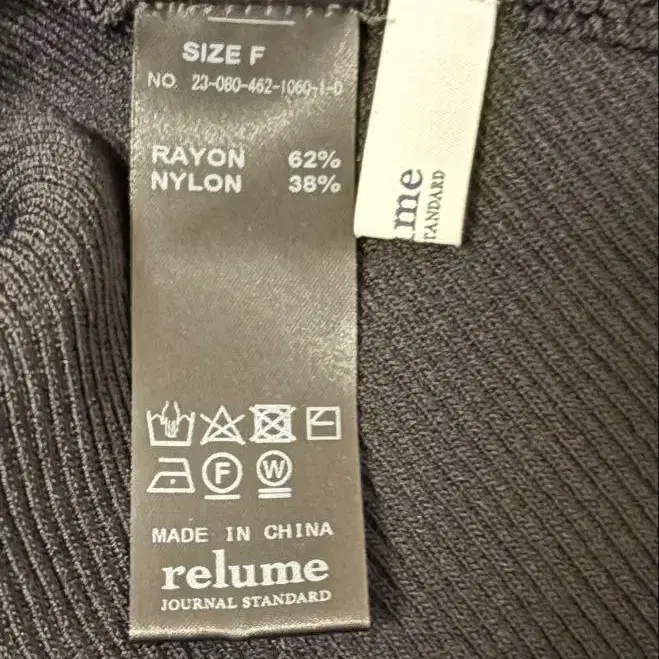 SIZE F
NO. 23-080-462-1060-1-0
RAYON 62%
NYLON 38%
F W
MADE IN CHINA
relume
JOURNAL STANDARD
ume
TANDARD